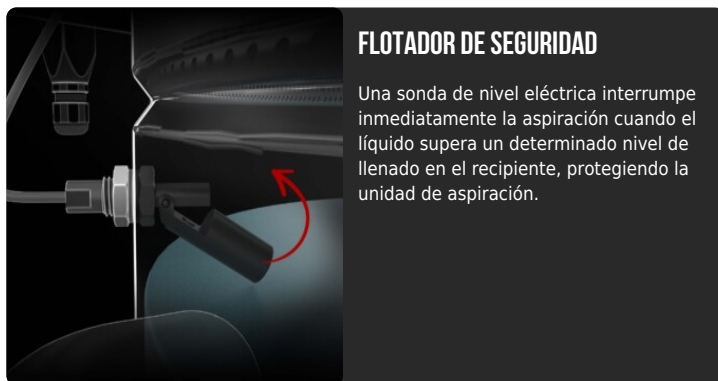 FLOTADOR DE SEGURIDAD
Una sonda de nivel eléctrica interrumpe
inmediatamente la aspiración cuando el
líquido supera un determinado nivel de
llenado en el recipiente, protegiendo la
unidad de aspiración.